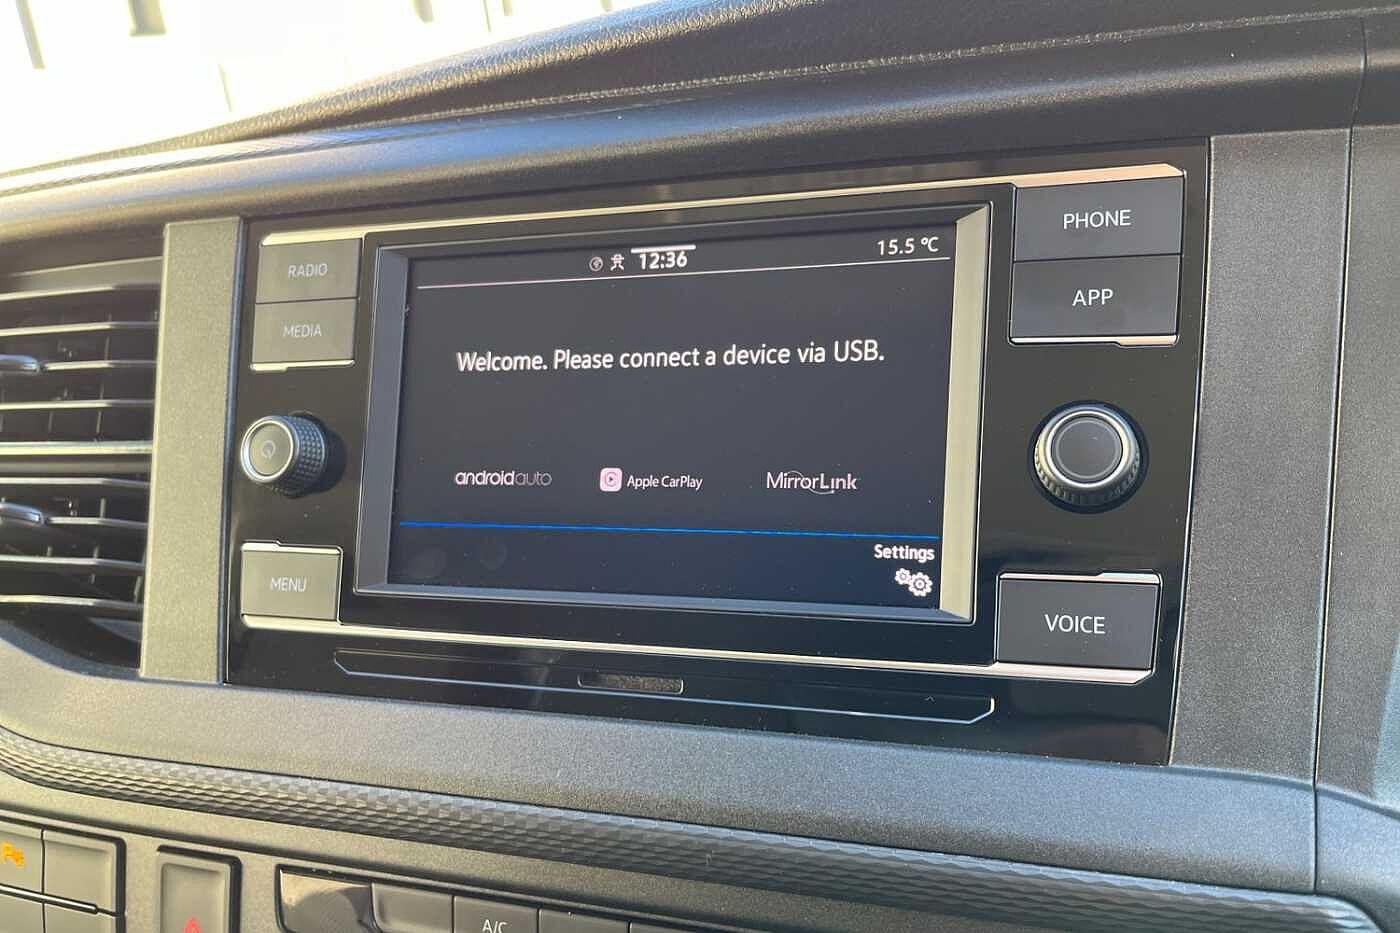 RADIO
MEDIA
12:36
15.5 °C
PHONE
APP
Welcome. Please connect a device via USB.
androidauto
Apple CarPlay
MirrorLink
Settings
MENU
VOICE
A/C